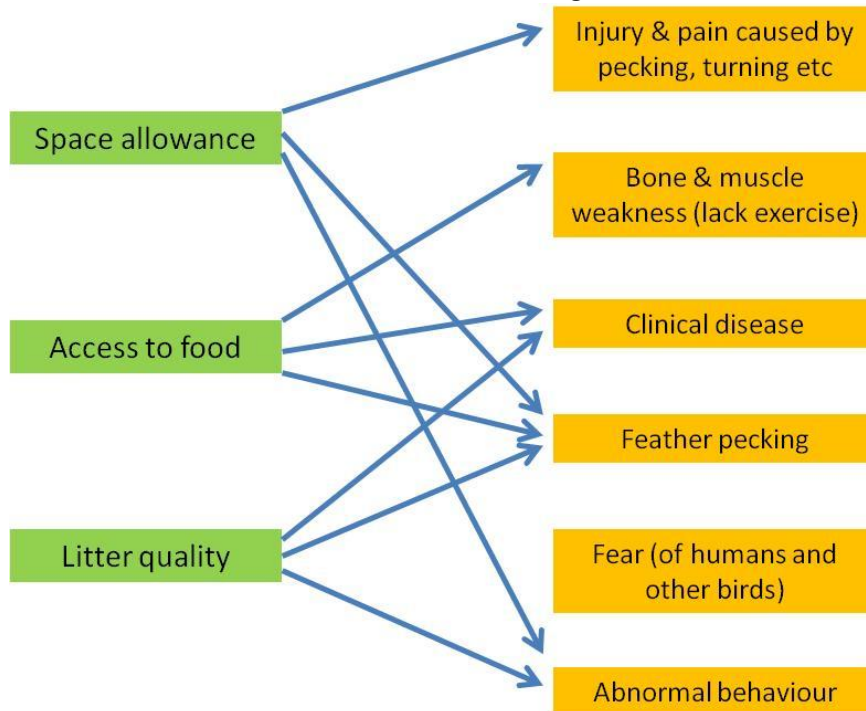 Space allowance
Access to food
Litter quality
Injury & pain caused by
pecking, turning etc
Bone & muscle
weakness (lack exercise)
Clinical disease
Feather pecking
Fear (of humans and
other birds)
Abnormal behaviour